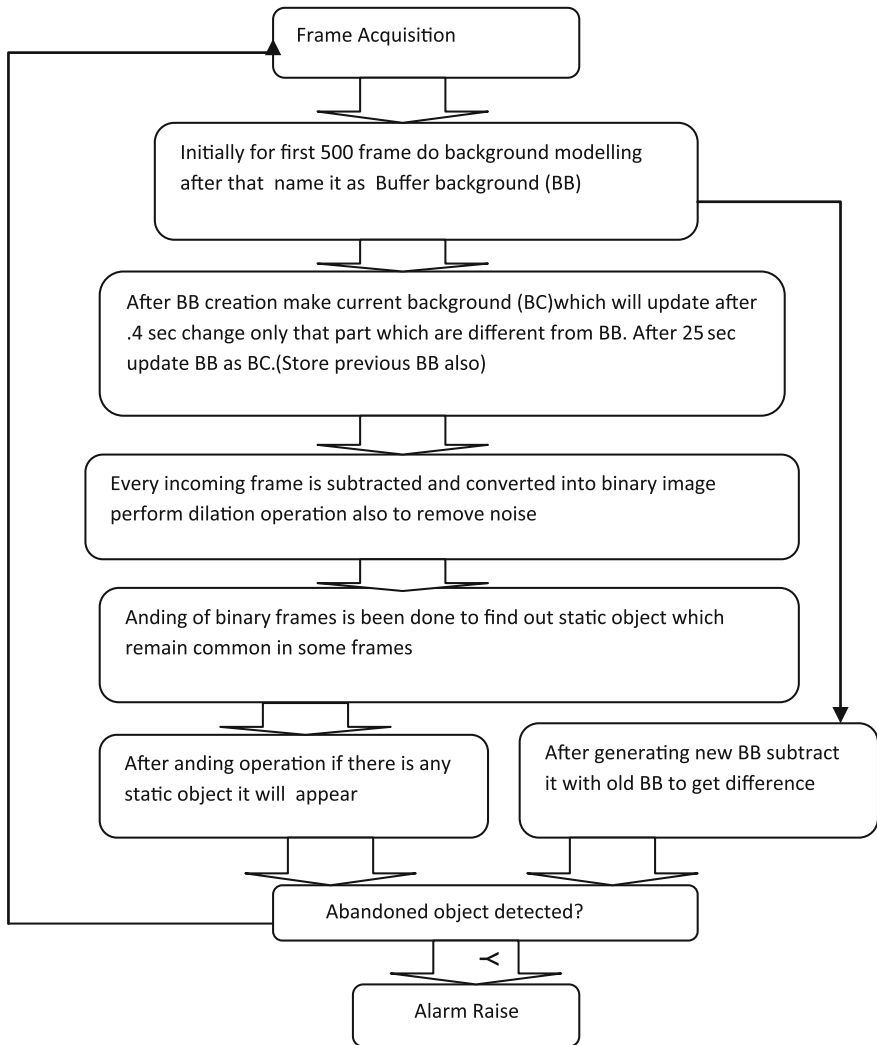 Frame Acquisition
Initially for first 500 frame do background modelling
after that name it as Buffer background (BB)
After BB creation make current background (BC)which will update after
.4 sec change only that part which are different from BB. After 25 sec
update BB as BC.(Store previous BB also)
Every incoming frame is subtracted and converted into binary image
perform dilation operation also to remove noise
Anding of binary frames is been done to find out static object which
remain common in some frames
After anding operation if there is any
static object it will appear
After generating new BB subtract
it with old BB to get difference
Abandoned object detected?
Y
Alarm Raise